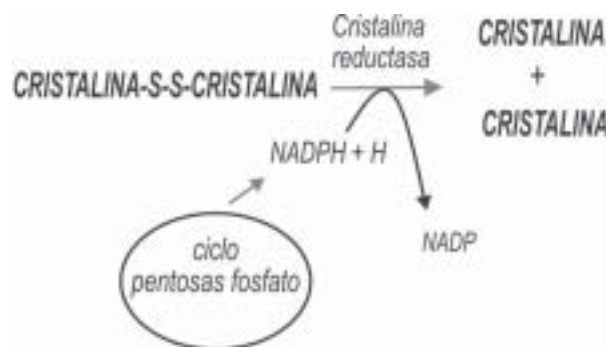 Cristalina
reductasa
CRISTALINA
+
CRISTALINA
CRISTALINA-S-S-CRISTALINA
NADPH + H
NADP
ciclo
pentosas fosfato